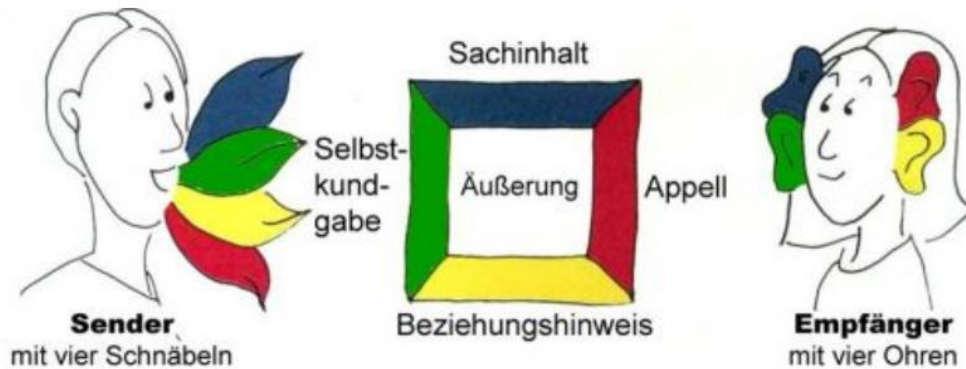 Sachinhalt
Selbst-
kund-
gabe
Äußerung
Appell
Beziehungshinweis
Sender
mit vier Schnäbeln
Empfänger
mit vier Ohren